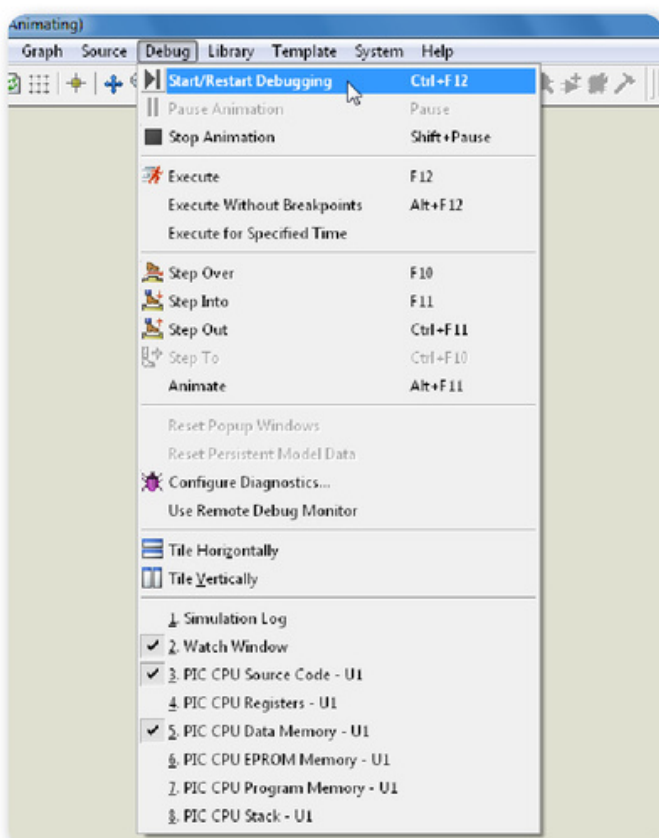 Animating)
Graph Source Debug Library Template System Help
Start/Restart Debugging Ctrl+F12
Pause Animation Pause
Stop Animation Shift+Pause
Execute F12
Execute Without Breakpoints Alt+F12
Execute for Specified Time
Step Over F10
Step Into F11
Step Out Ctrl+F11
Step To Ctrl+F10
Animate Alt+F11
Reset Popup Windows
Reset Persistent Model Data
Configure Diagnostics...
Use Remote Debug Monitor
Tile Horizontally
Tile Vertically
1. Simulation Log
2. Watch Window
3. PIC CPU Source Code - U1
4. PIC CPU Registers - U1
5. PIC CPU Data Memory - U1
6. PIC CPU EPROM Memory - U1
7. PIC CPU Program Memory - U1
8. PIC CPU Stack - U1